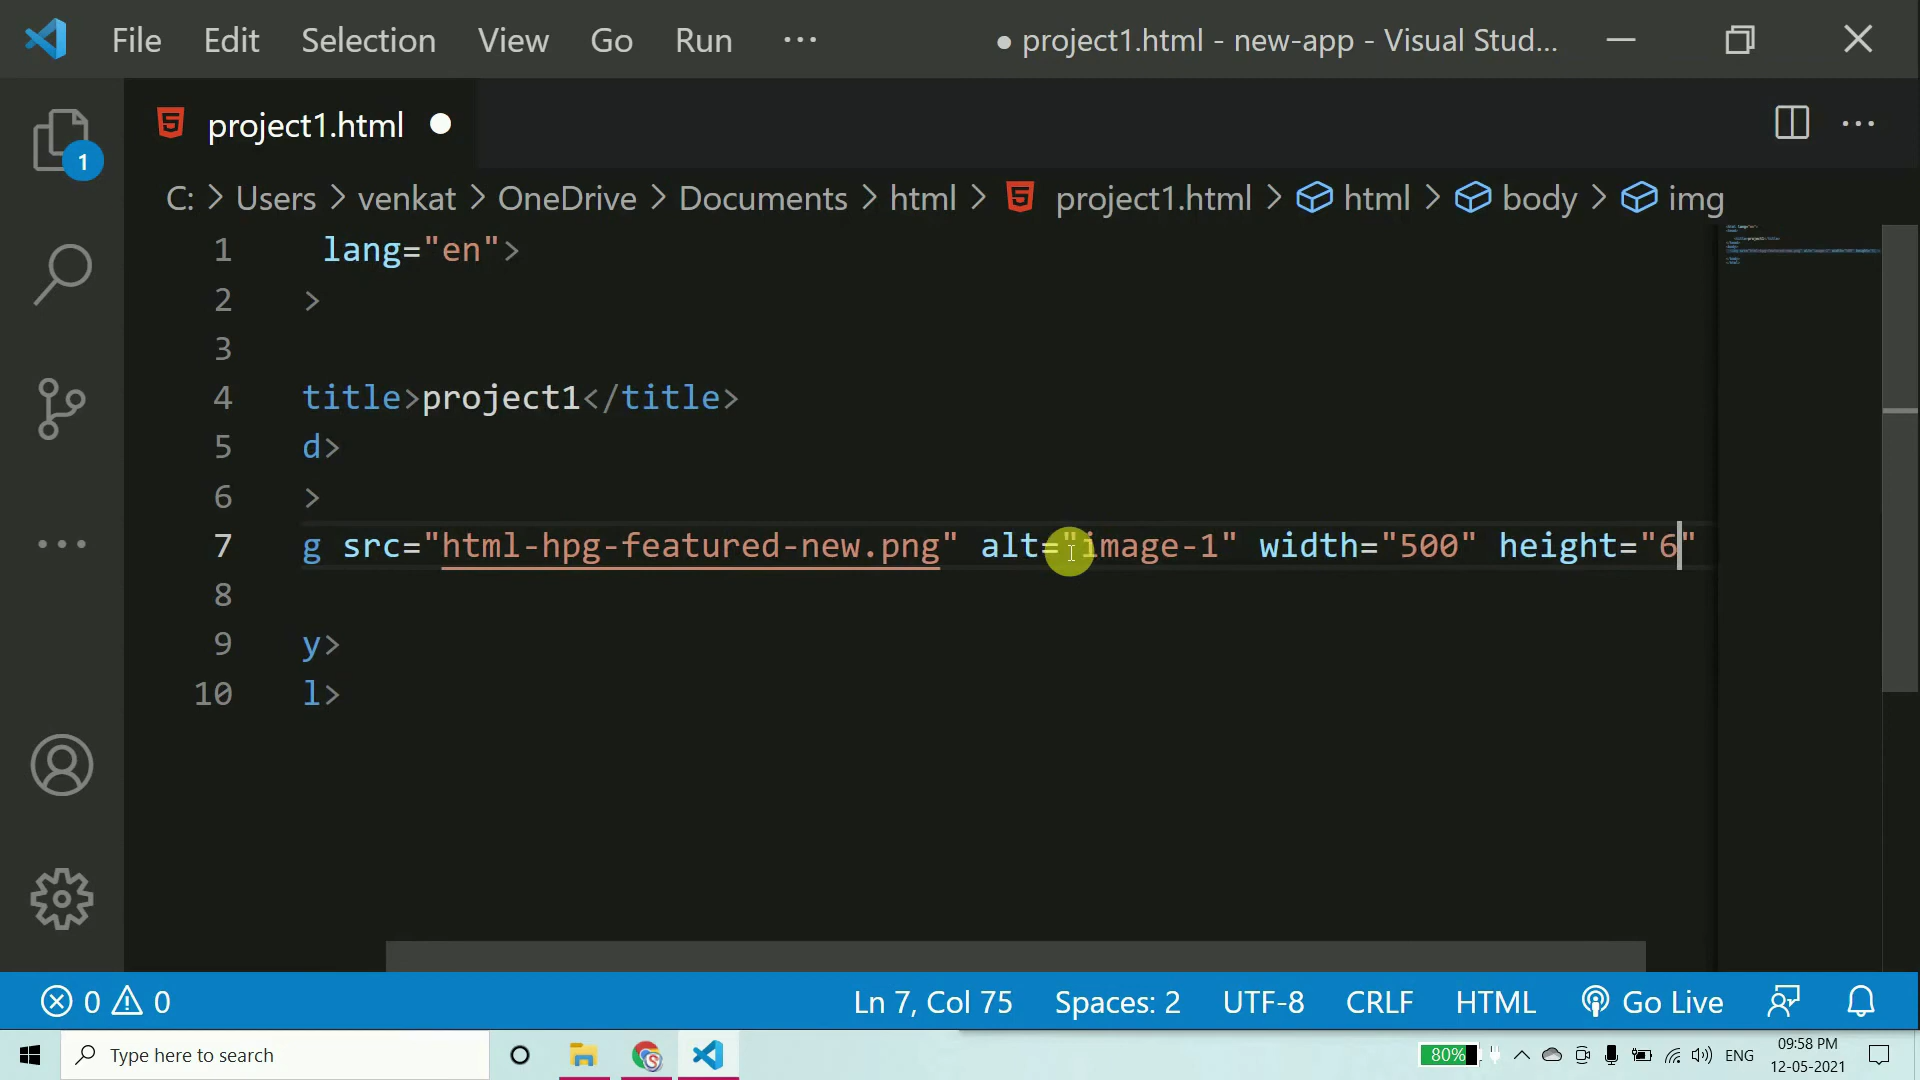 File Edit Selection View Go Run ··· ● project1.html - new-app - Visual Stud...
project1.html ●
1
C: > Users > venkat > OneDrive > Documents > html > project1.html > html > body > img
1 lang="en">
2 >
3
4 title>project1</title>
5 d>
6 >
7 g src="html-hpg-featured-new.png" alt="image-1" width="500" height="6"
8
9 y>
10 l>
0 0 Ln 7, Col 75 Spaces: 2 UTF-8 CRLF HTML Go Live
Type here to search 80% ENG 09:58 PM
12-05-2021